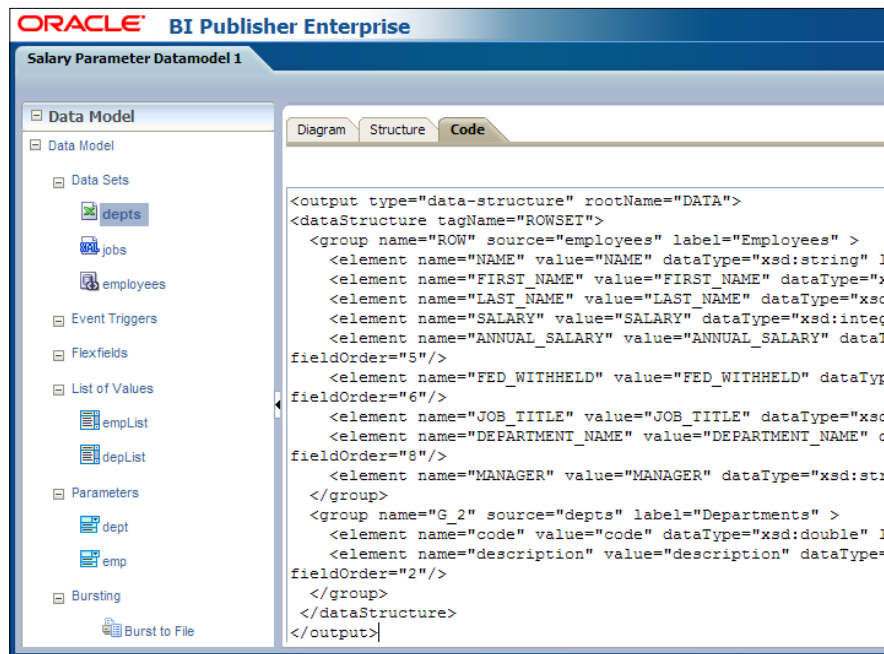 ORACLE BI Publisher Enterprise
Salary Parameter Datamodel 1
Data Model
Data Model
Data Sets
depts
jobs
employees
Event Triggers
Flexfields
List of Values
empList
depList
Parameters
dept
emp
Bursting
Burst to File
Diagram Structure Code
<output type="data-structure" rootName="DATA">
<dataStructure tagName="ROWSET">
<group name="ROW" source="employees" label="Employees" >
<element name="NAME" value="NAME" dataType="xsd:string"
<element name="FIRST_NAME" value="FIRST_NAME" dataType="x
<element name="LAST_NAME" value="LAST_NAME" dataType="xsd
<element name="SALARY" value="SALARY" dataType="xsd:integ
<element name="ANNUAL_SALARY" value="ANNUAL_SALARY" dataT
fieldOrder="5"/>
<element name="FED_WITHHELD" value="FED_WITHHELD" dataTyp
fieldOrder="6"/>
<element name="JOB_TITLE" value="JOB_TITLE" dataType="xsd
<element name="DEPARTMENT_NAME" value="DEPARTMENT_NAME"
fieldOrder="8"/>
<element name="MANAGER" value="MANAGER" dataType="xsd:str
</group>
<group name="G_2" source="depts" label="Departments" >
<element name="code" value="code" dataType="xsd:double"
<element name="description" value="description" dataType=
fieldOrder="2"/>
</group>
</dataStructure>
</output>